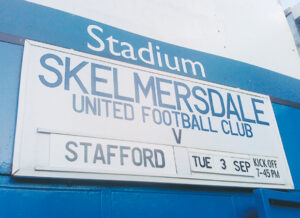 Stadium
SKELMERSDALE
UNITED FOOTBALL CLUB
V
STAFFORD
TUE 3 SEP
KICK OFF
7-45 PM